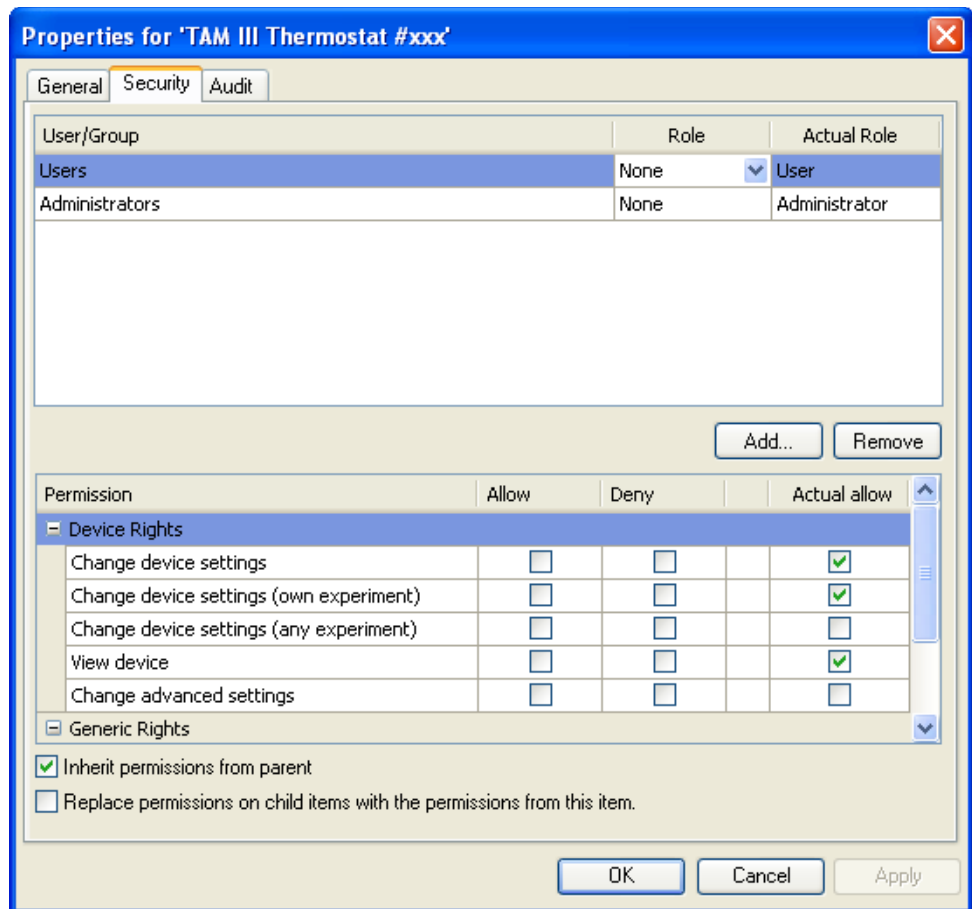 Properties for 'TAM III Thermostat #xxx'
General Security Audit
User/Group Role Actual Role
Users None User
Administrators None Administrator
Add... Remove
Permission Allow Deny Actual allow
Device Rights
Change device settings
Change device settings (own experiment)
Change device settings (any experiment)
View device
Change advanced settings
Generic Rights
Inherit permissions from parent
Replace permissions on child items with the permissions from this item.
OK Cancel Apply